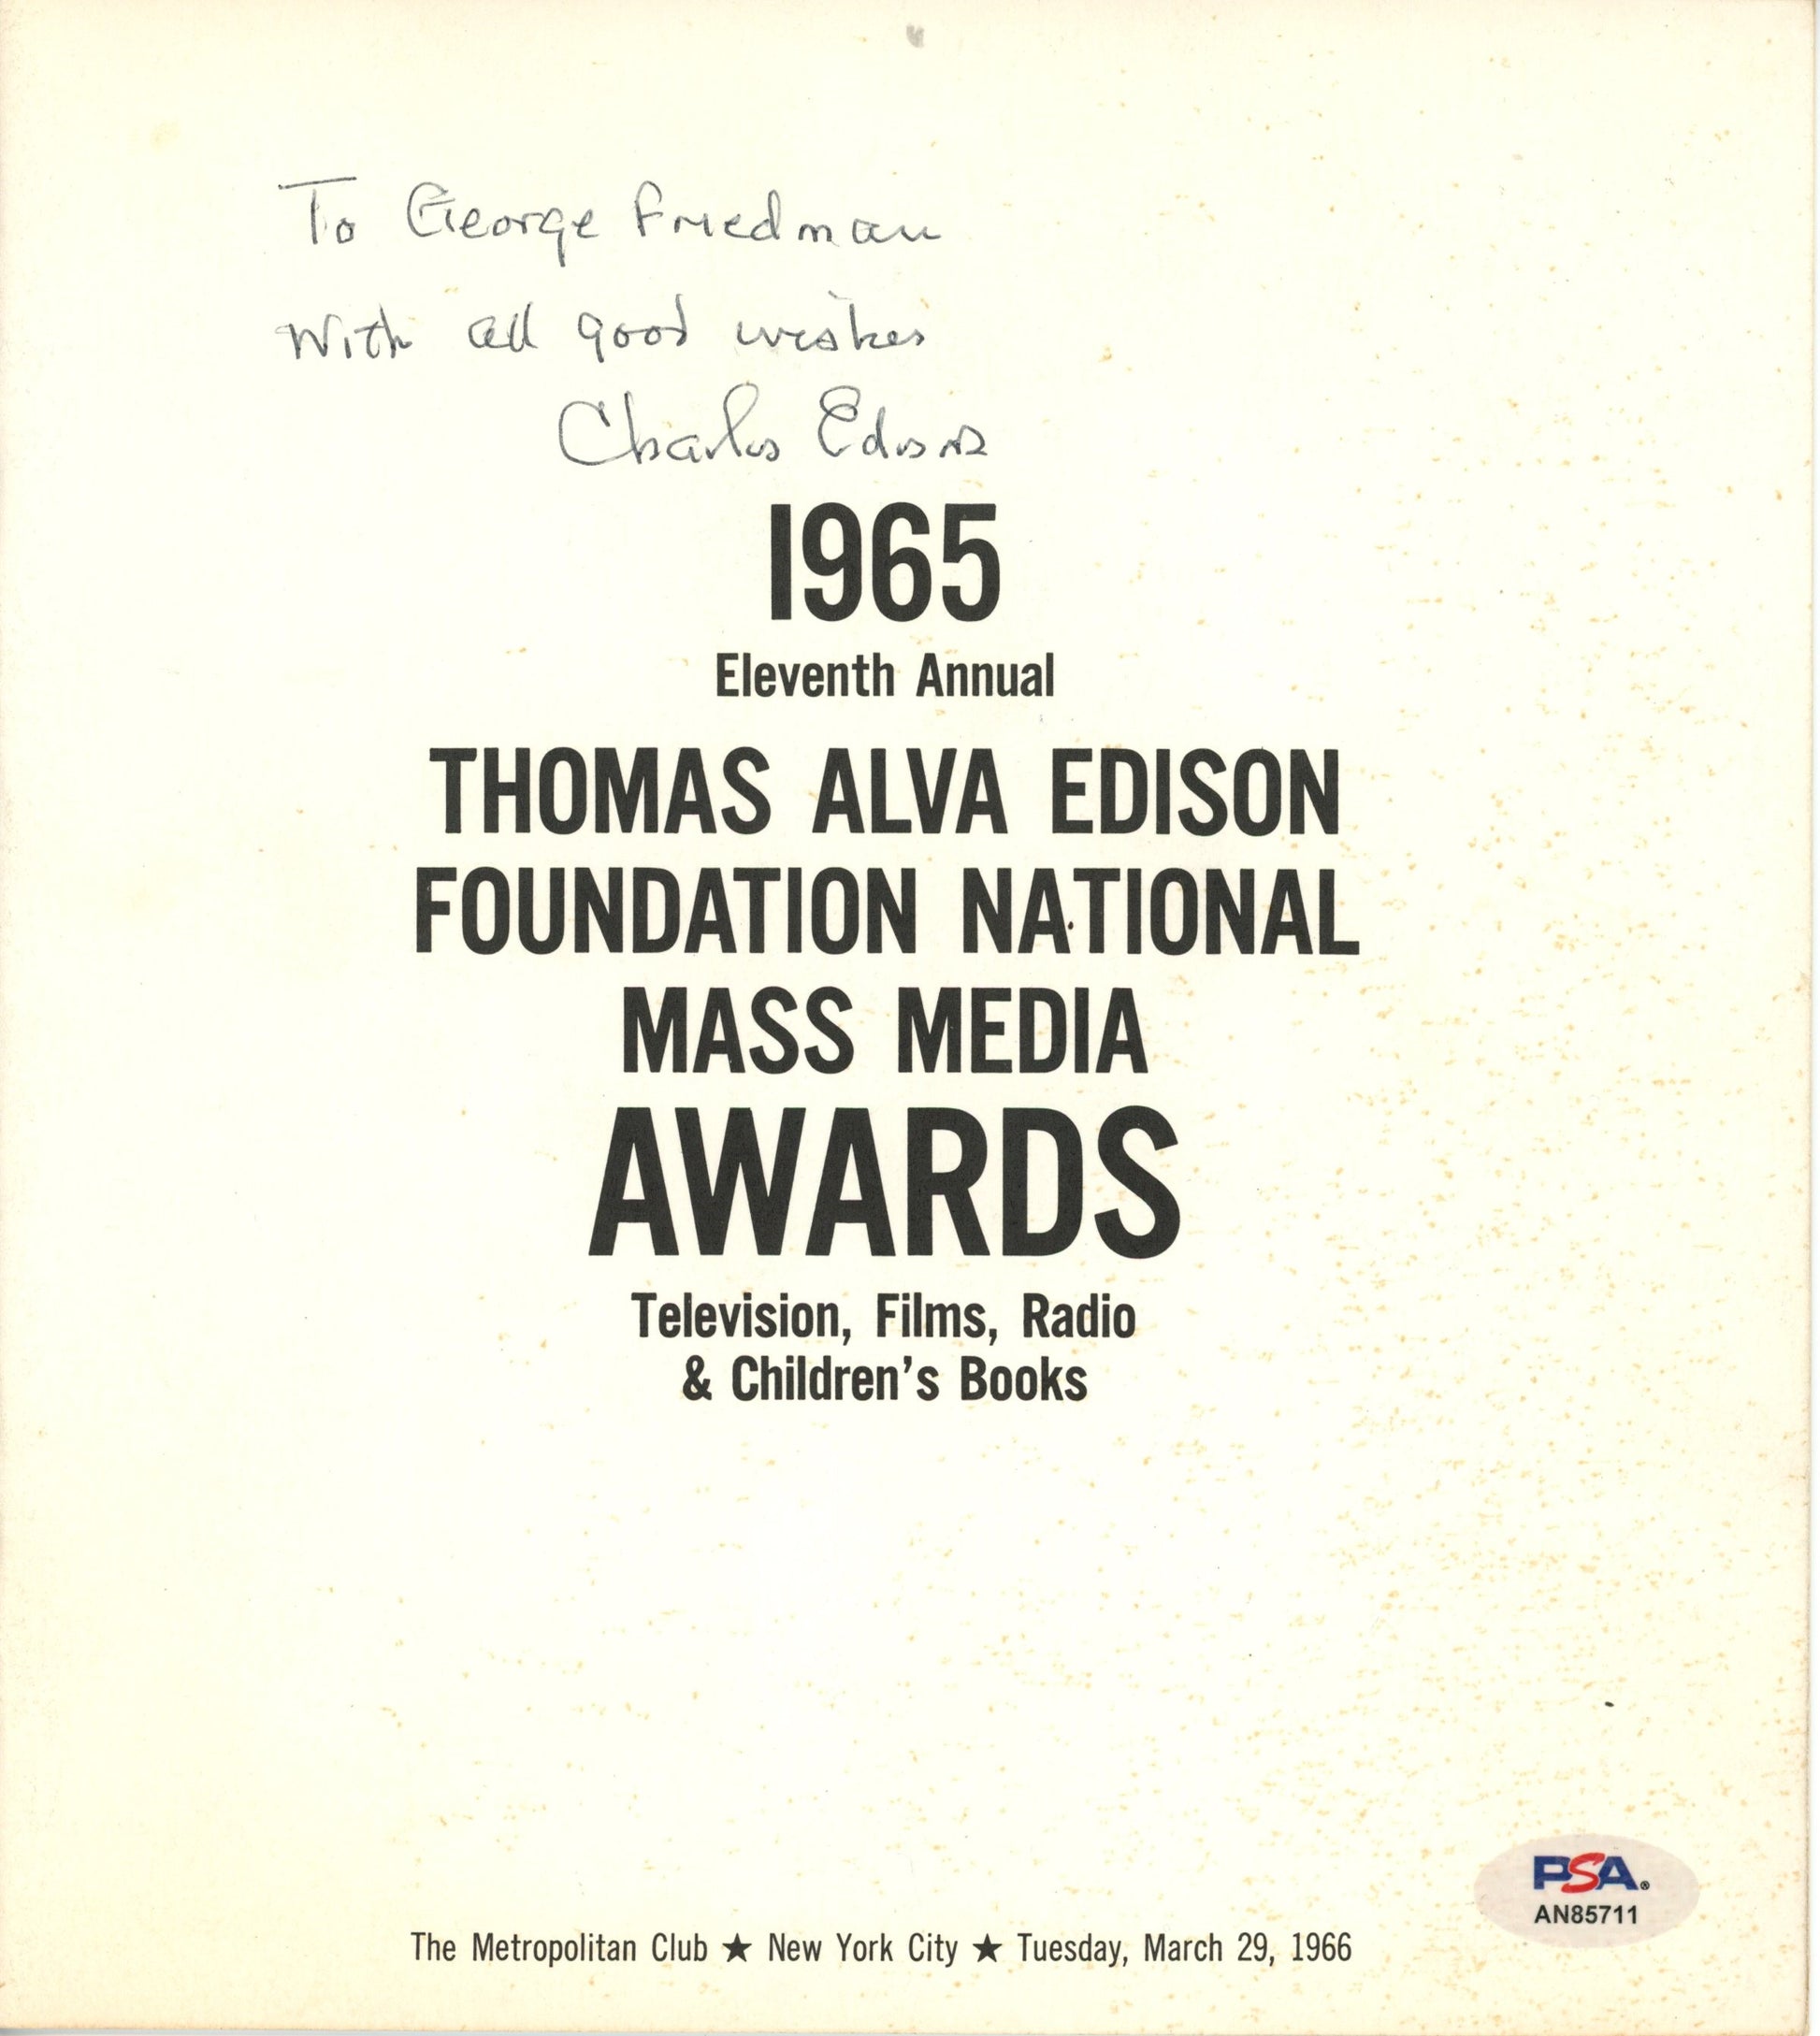 To George Friedman
With all good wishes
Charles Edison
1965
Eleventh Annual
THOMAS ALVA EDISON
FOUNDATION NATIONAL
MASS MEDIA
AWARDS
Television, Films, Radio
& Children's Books
PSA®
AN85711
The Metropolitan Club ★ New York City ★ Tuesday, March 29, 1966